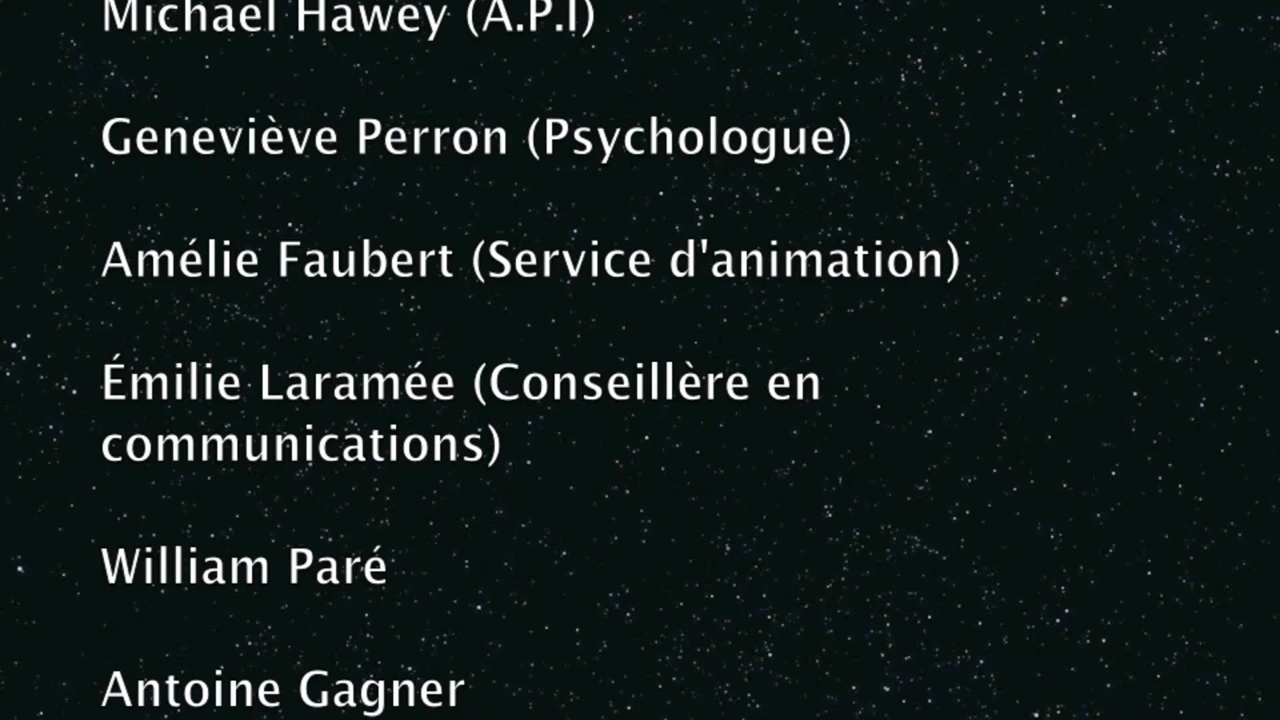 Michael Hawey (A.P.I)
Geneviève Perron (Psychologue)
Amélie Faubert (Service d'animation)
Émilie Laramée (Conseillère en
communications)
William Paré
Antoine Gagner